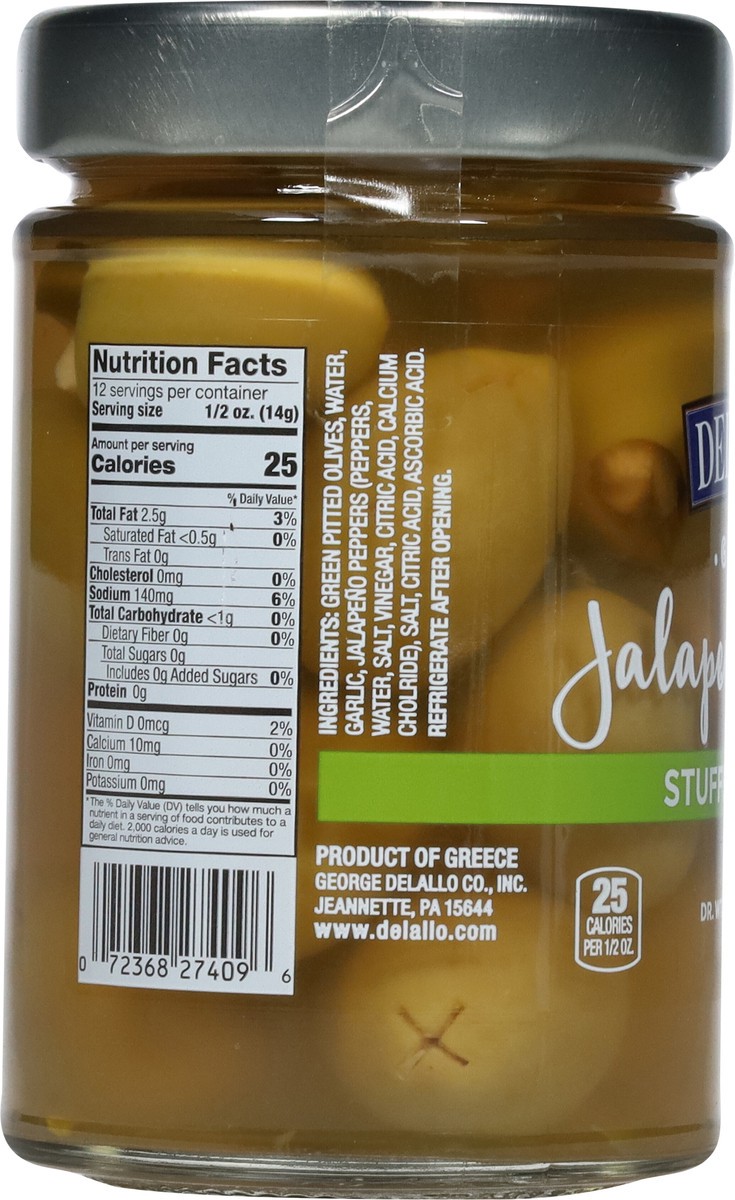 Nutrition Facts
12 servings per container
Serving size 1/2 oz. (14g)
Amount per serving
Calories 25
% Daily Value*
Total Fat 2.5g 3%
Saturated Fat <0.5g 0%
Trans Fat 0g
Cholesterol 0mg 0%
Sodium 140mg 6%
Total Carbohydrate <1g 0%
Dietary Fiber 0g 0%
Total Sugars 0g
Includes 0g Added Sugars 0%
Protein 0g
Vitamin D 0mcg 2%
Calcium 10mg 0%
Iron 0mg 0%
Potassium 0mg 0%
*The % Daily Value (DV) tells you how much a
nutrient in a serving of food contributes to a
daily diet. 2,000 calories a day is used for
general nutrition advice.
0 72368 27409 6
INGREDIENTS: GREEN PITTED OLIVES, WATER,
GARLIC, JALAPEÑO PEPPERS (PEPPERS,
WATER, SALT, VINEGAR, CITRIC ACID, CALCIUM
CHOLRIDE), SALT, CITRIC ACID, ASCORBIC ACID.
REFRIGERATE AFTER OPENING.
PRODUCT OF GREECE
GEORGE DELALLO CO., INC.
JEANNETTE, PA 15644
www.delallo.com
DE
Jalape
STUF
25
CALORIES
PER 1/2 OZ.
DR. W